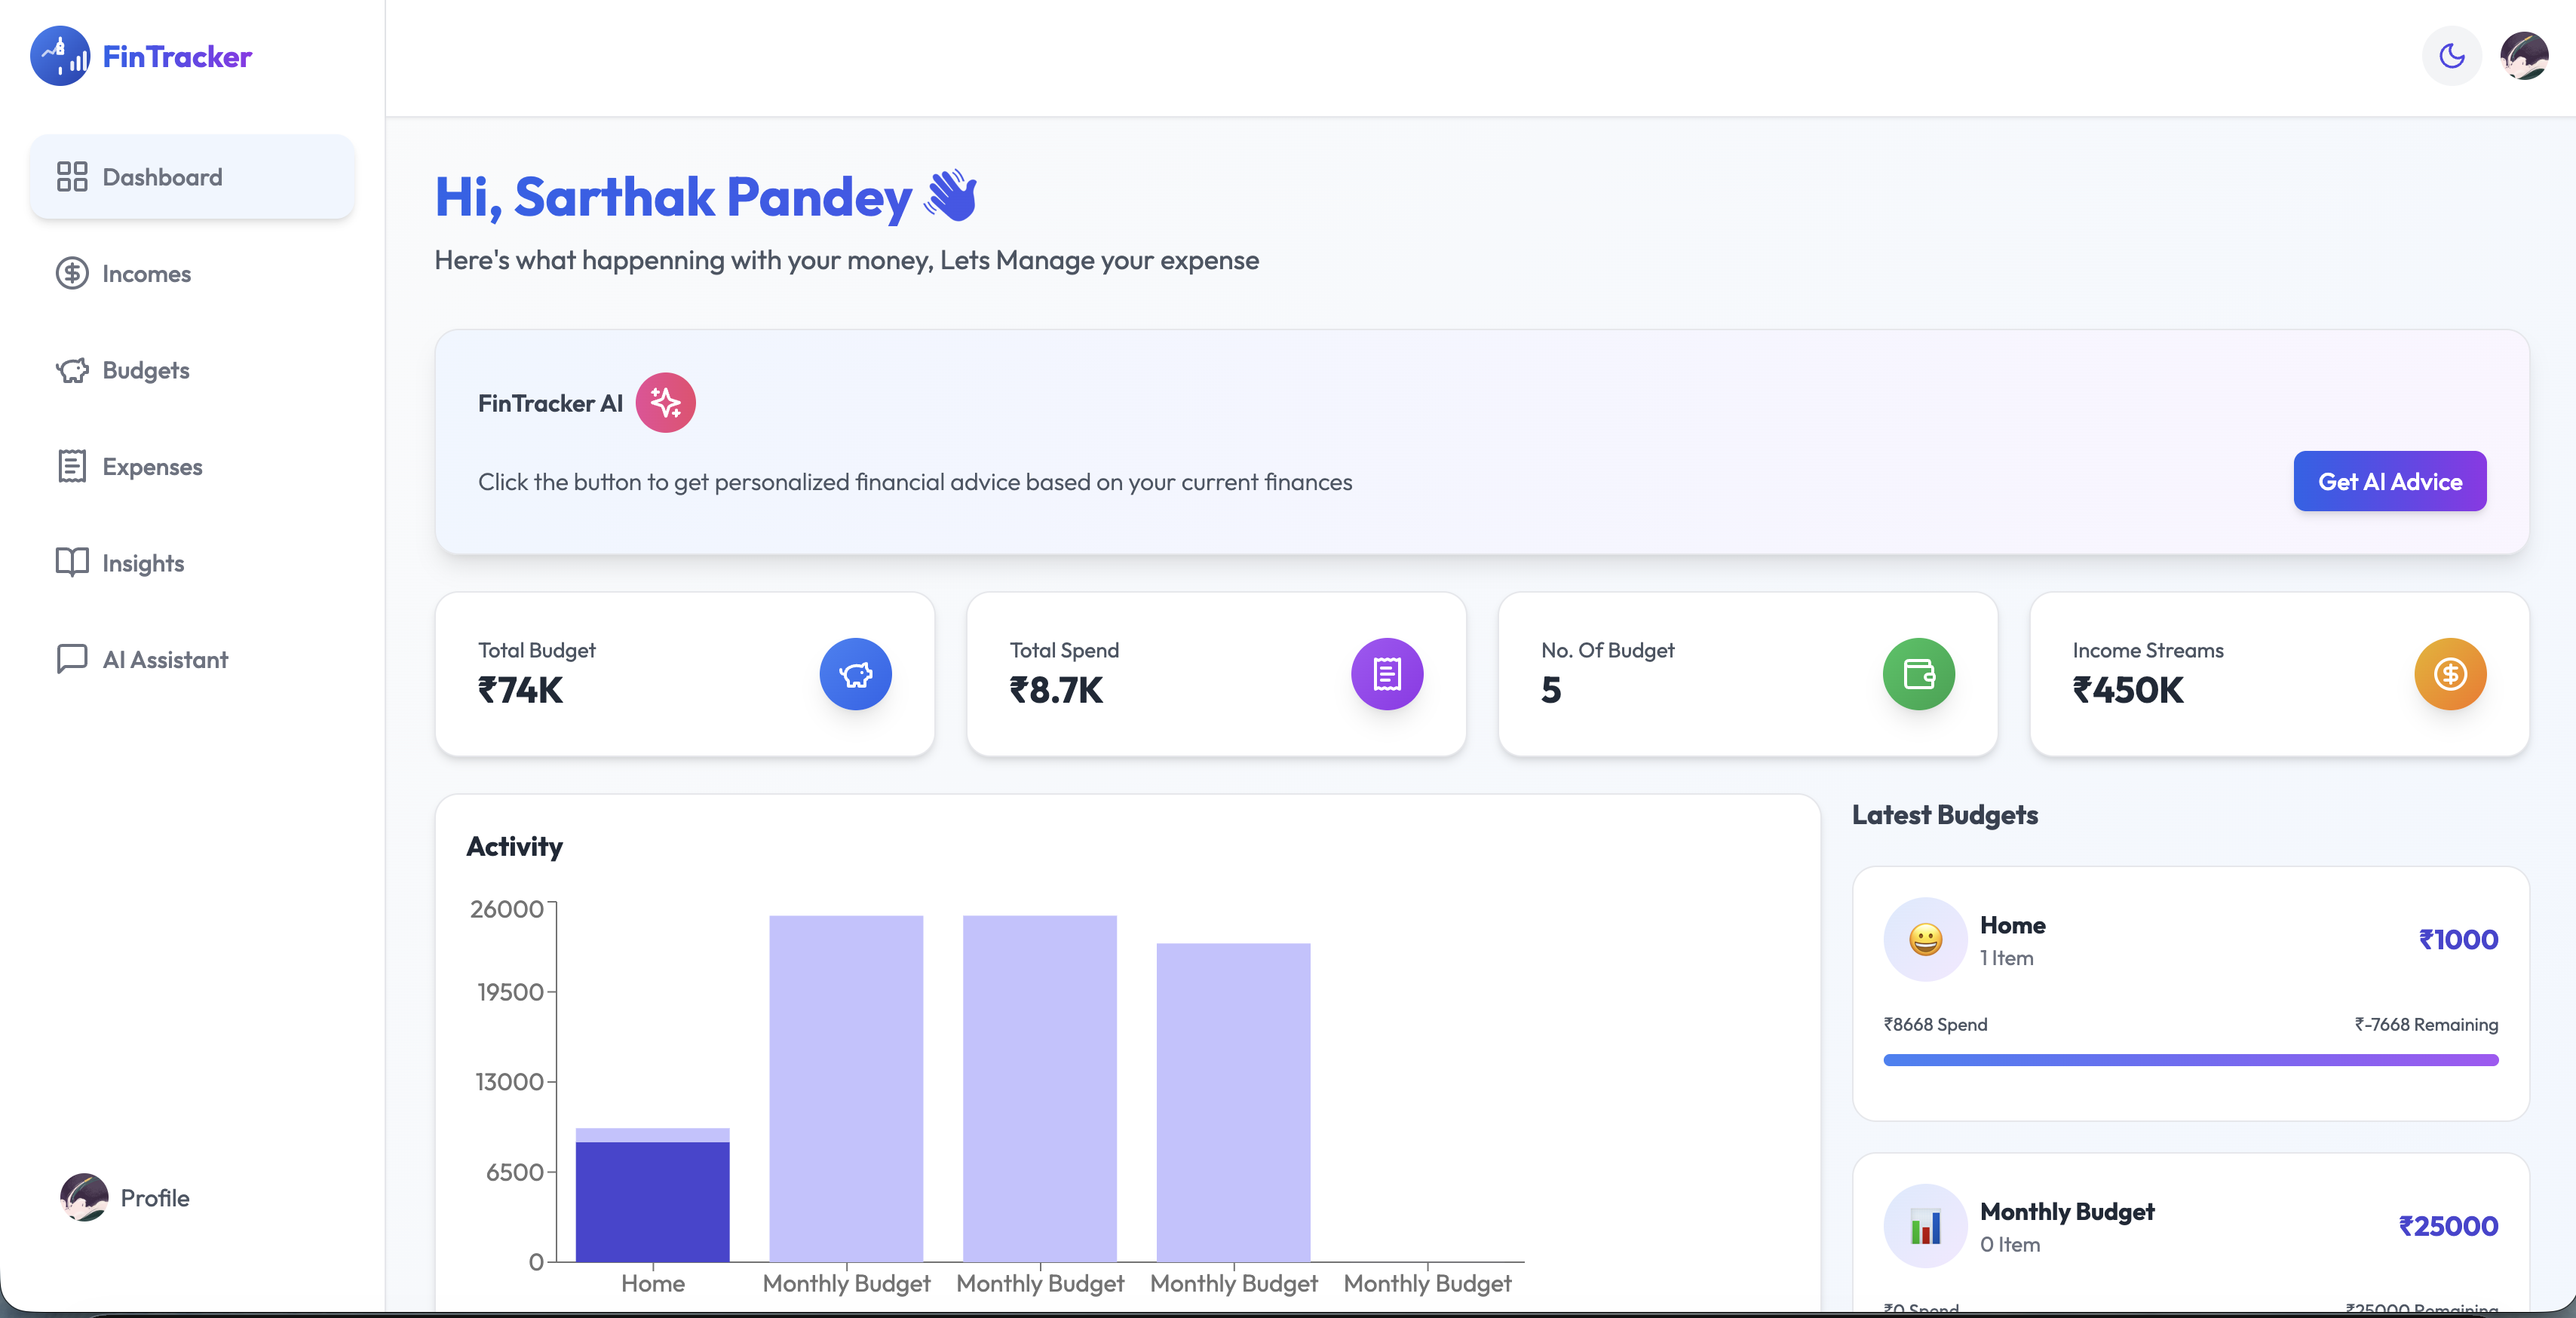 FinTracker
Dashboard
Incomes
Budgets
Expenses
Insights
AI Assistant
Profile
Hi, Sarthak Pandey 👋
Here's what happenning with your money, Lets Manage your expense
FinTracker AI
Click the button to get personalized financial advice based on your current finances
Get AI Advice
Total Budget
₹74K
Total Spend
₹8.7K
No. Of Budget
5
Income Streams
₹450K
Activity
26000
19500
13000
6500
0
Home
Monthly Budget
Monthly Budget
Monthly Budget
Monthly Budget
Latest Budgets
Home
1 Item
₹1000
₹8668 Spend
₹-7668 Remaining
Monthly Budget
0 Item
₹25000
₹0 Spend
₹25000 Remaining